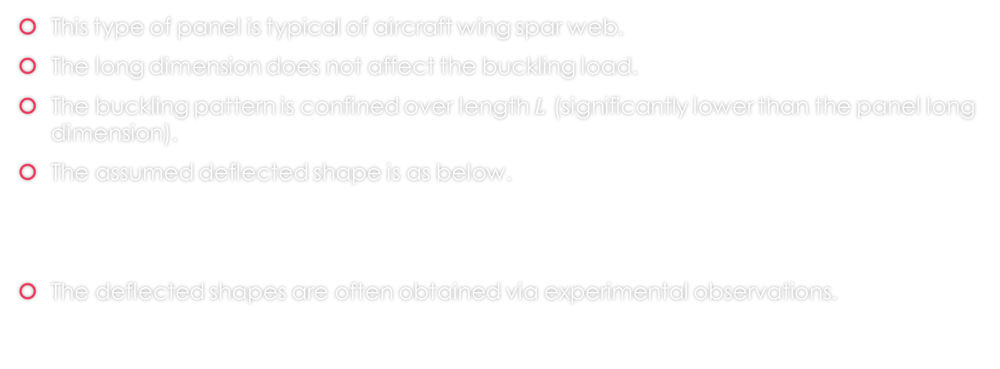 This type of panel is typical of aircraft wing spar web.
The long dimension does not affect the buckling load.
The buckling pattern is confined over length L (significantly lower than the panel long
dimension).
The assumed deflected shape is as below.
The deflected shapes are often obtained via experimental observations.